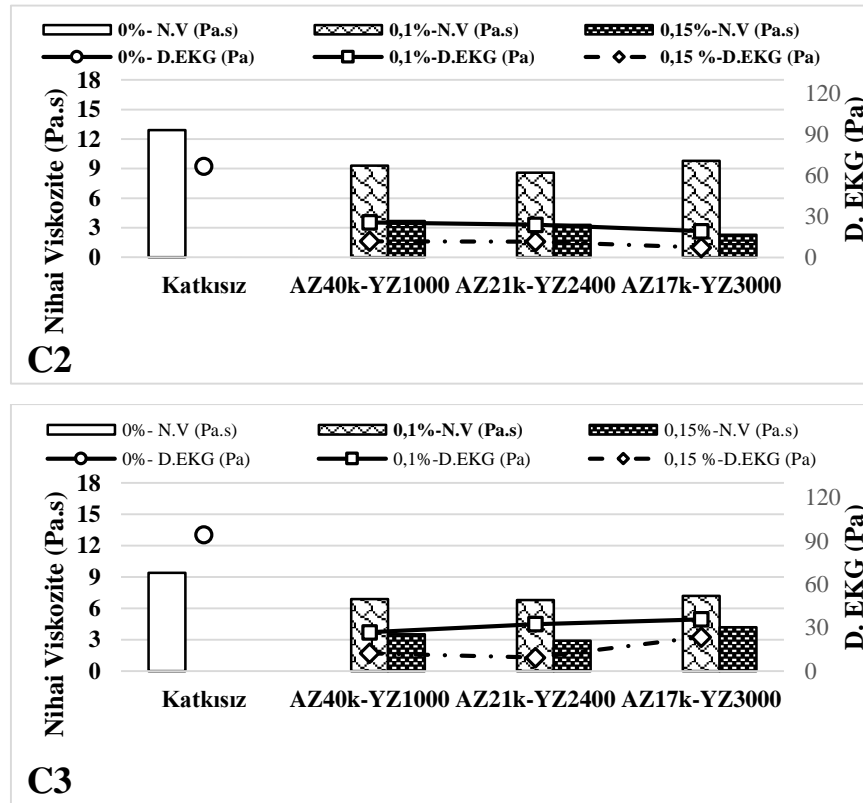 0%- N.V (Pa.s) 0,1%-N.V (Pa.s) 0,15%-N.V (Pa.s)
0%- D.EKG (Pa) 0,1%-D.EKG (Pa) 0,15 %-D.EKG (Pa)
Nihai Viskozite (Pa.s)
18
15
12
9
6
3
0
120
90
60
30
0
D. EKG (Pa)
Katkısız AZ40k-YZ1000 AZ21k-YZ2400 AZ17k-YZ3000
C2
0%- N.V (Pa.s) 0,1%-N.V (Pa.s) 0,15%-N.V (Pa.s)
0%- D.EKG (Pa) 0,1%-D.EKG (Pa) 0,15 %-D.EKG (Pa)
Nihai Viskozite (Pa.s)
18
15
12
9
6
3
0
120
90
60
30
0
D. EKG (Pa)
Katkısız AZ40k-YZ1000 AZ21k-YZ2400 AZ17k-YZ3000
C3